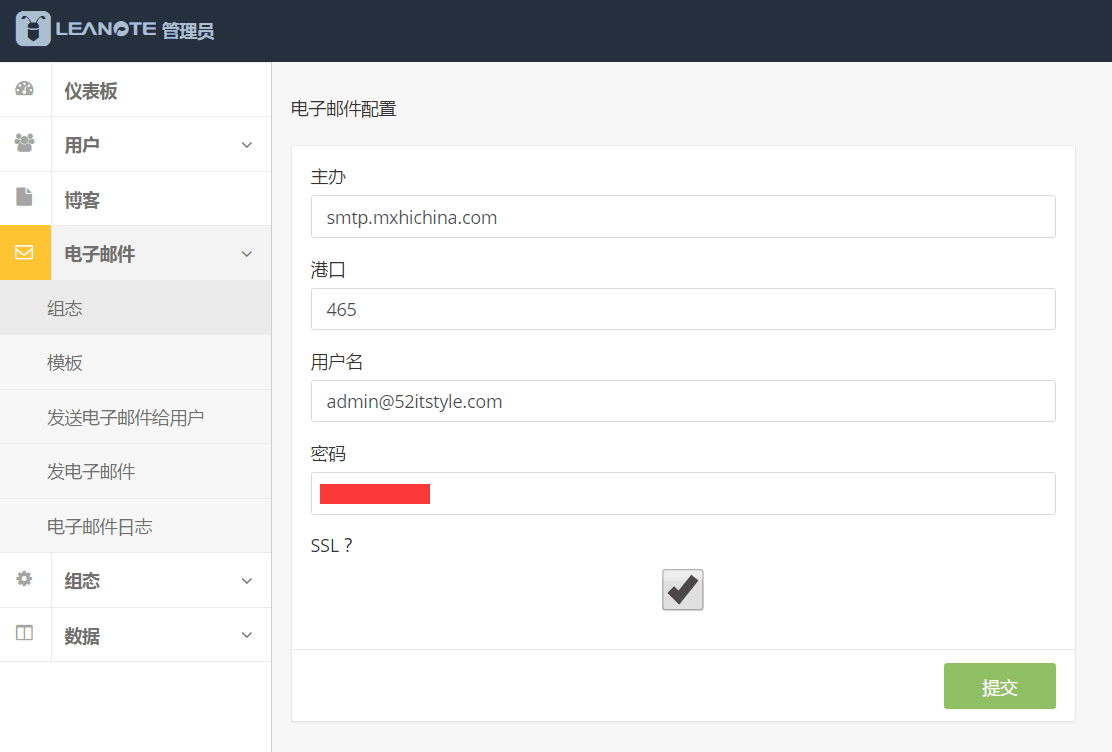 LEANOTE 管理员
仪表板
用户
博客
电子邮件
组态
模板
发送电子邮件给用户
发电子邮件
电子邮件日志
组态
数据
电子邮件配置
主办
smtp.mxhichina.com
港口
465
用户名
admin@52itstyle.com
密码
SSL？
提交